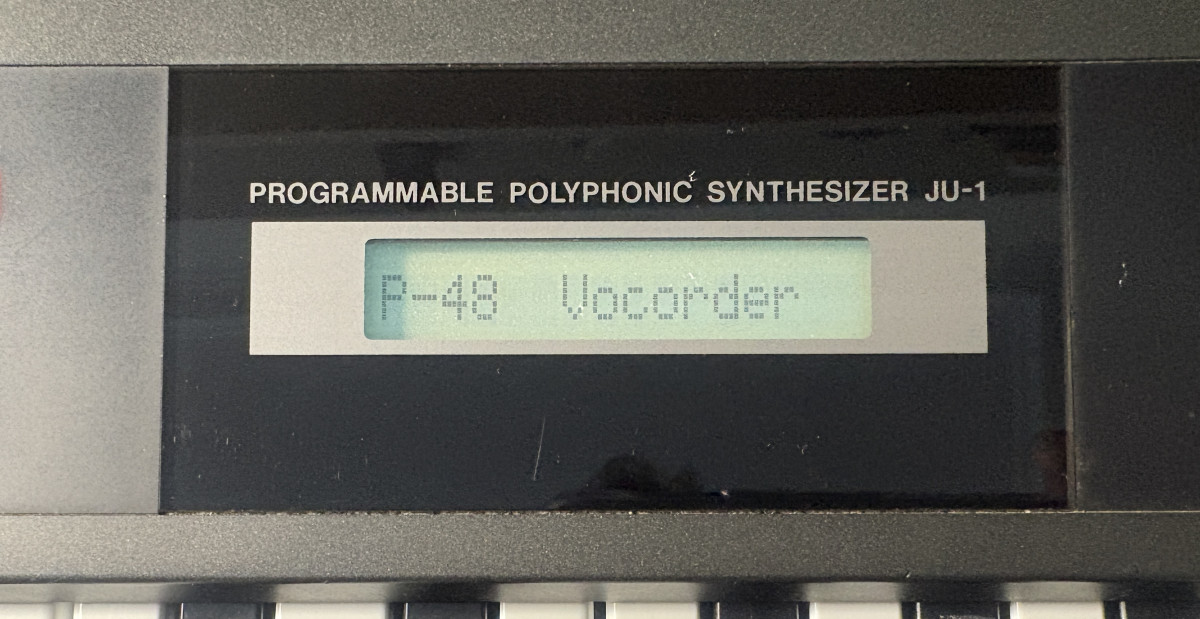 PROGRAMMABLE POLYPHONIC SYNTHESIZER JU-1
P-48 Vocorder